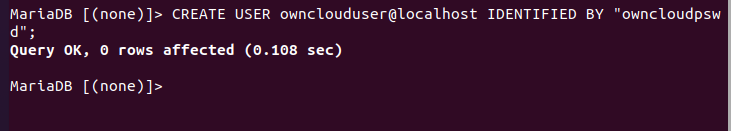 MariaDB [(none)]> CREATE USER ownclouduser@localhost IDENTIFIED BY "owncloudpsw
d";
Query OK, 0 rows affected (0.108 sec)
MariaDB [(none)]>